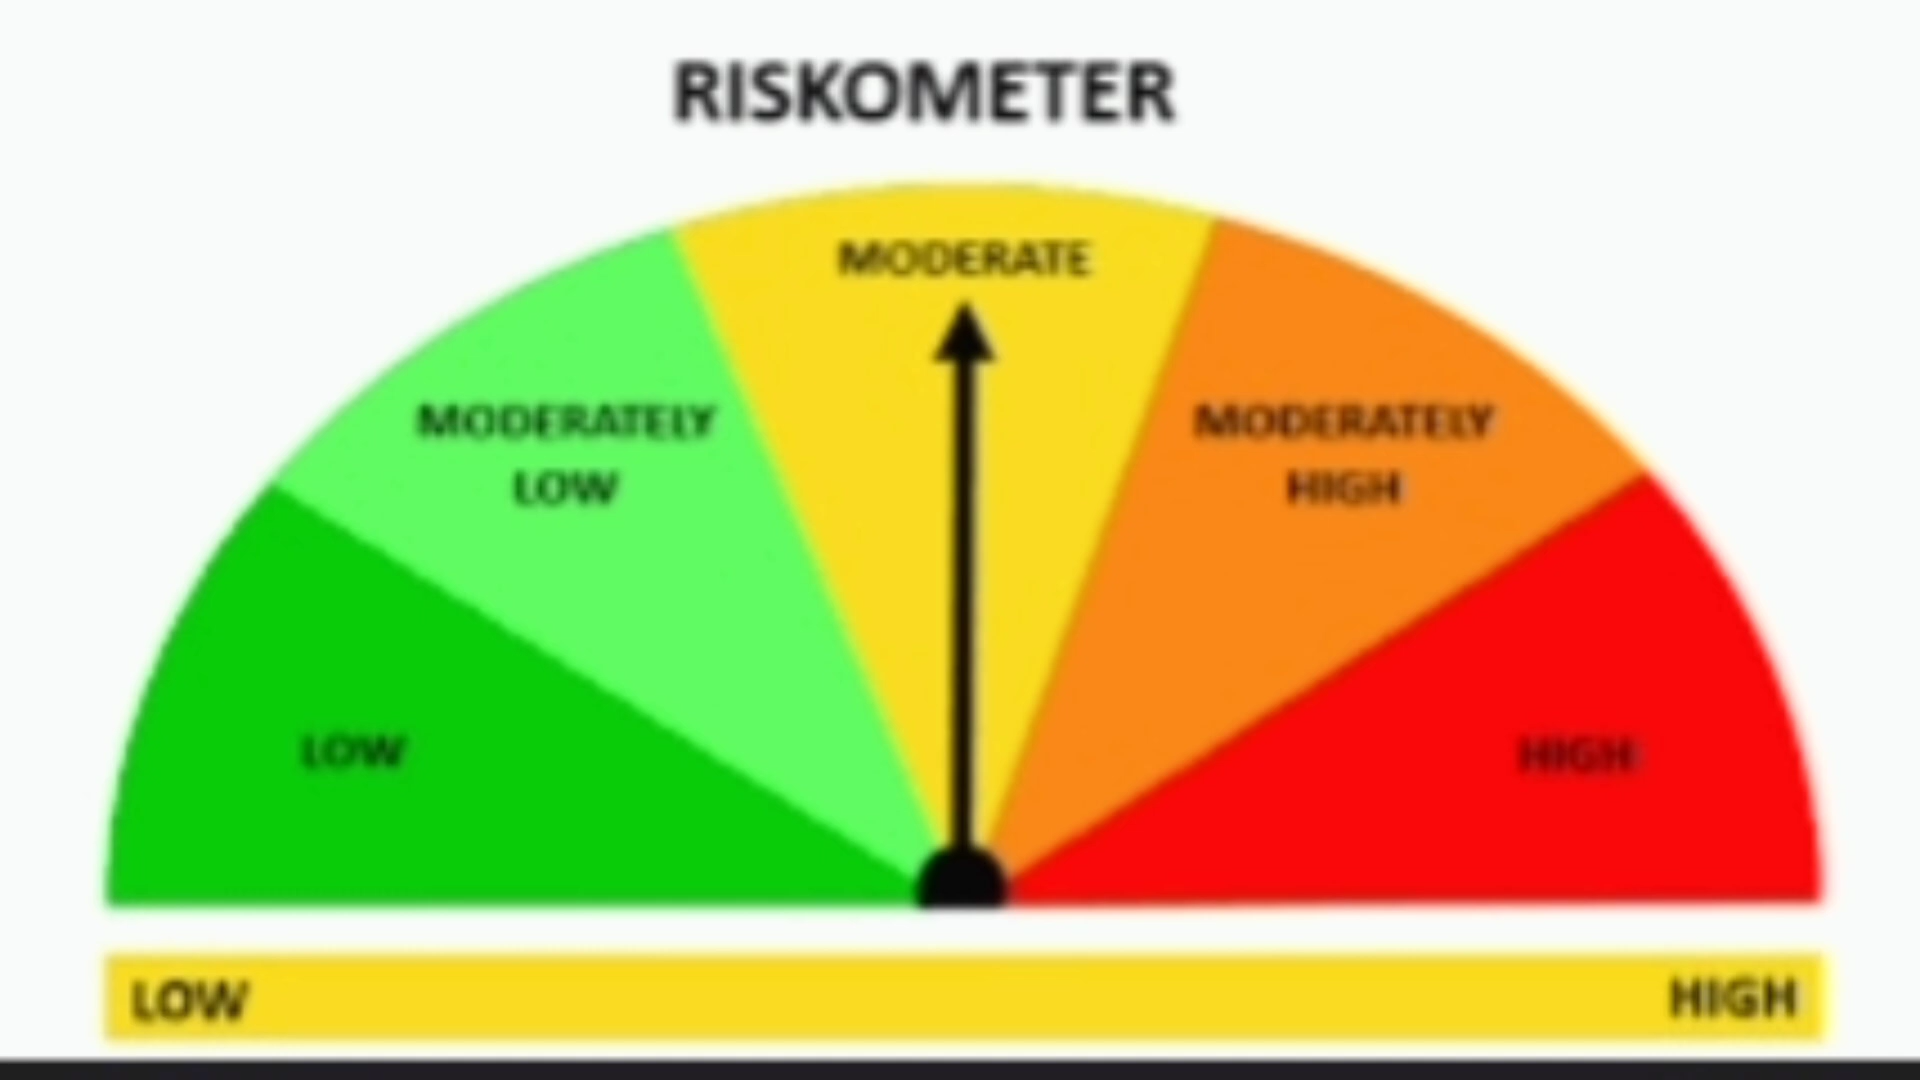 RISKOMETER
MODERATE
MODERATELY
LOW
MODERATELY
HIGH
LOW
HIGH
LOW
HIGH